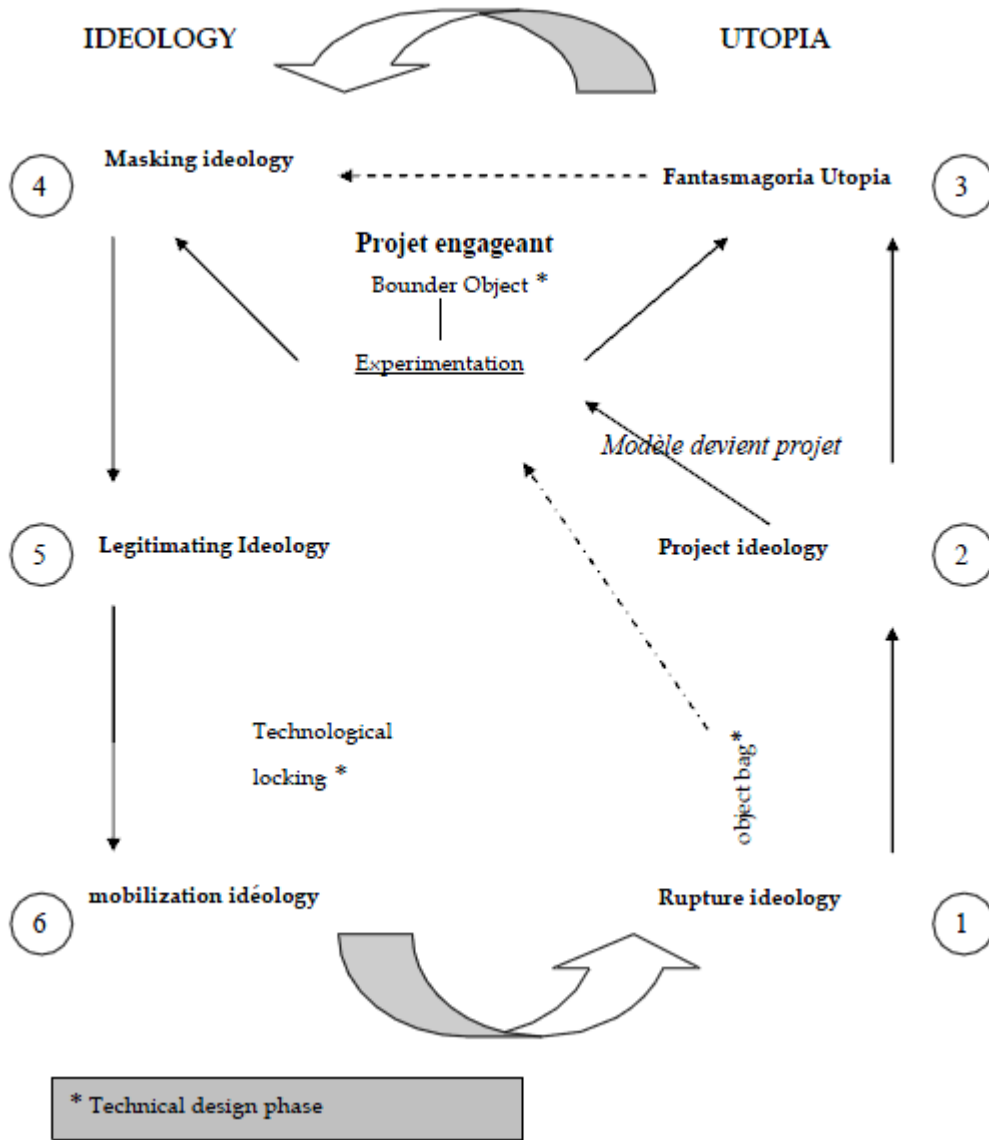 IDEOLOGY
UTOPIA
4
Masking ideology
Fantasmagoria Utopia
3
Projet engageant
Bounder Object *
Experimentation
Modèle devient projet
5
Legitimating Ideology
Project ideology
2
Technological
locking *
object bag*
6
mobilization idéology
Rupture ideology
1
* Technical design phase